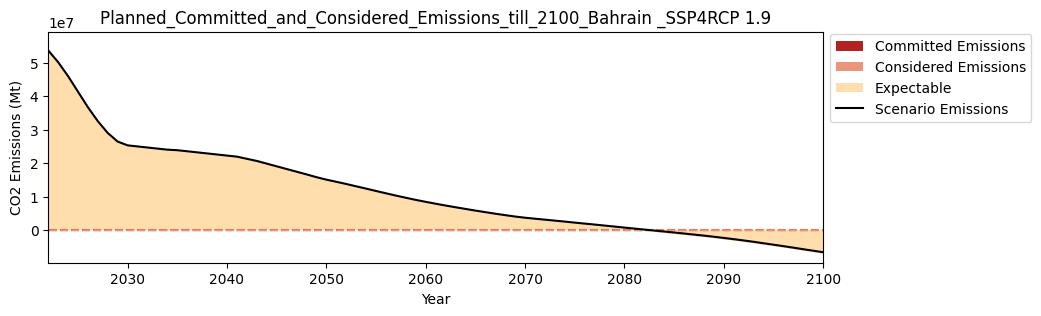 Planned_Committed_and_Considered_Emissions_till_2100_Bahrain _SSP4RCP 1.9
1e7
5
4
3
2
1
0
CO2 Emissions (Mt)
2030 2040 2050 2060 2070 2080 2090 2100
Year
Committed Emissions
Considered Emissions
Expectable
Scenario Emissions